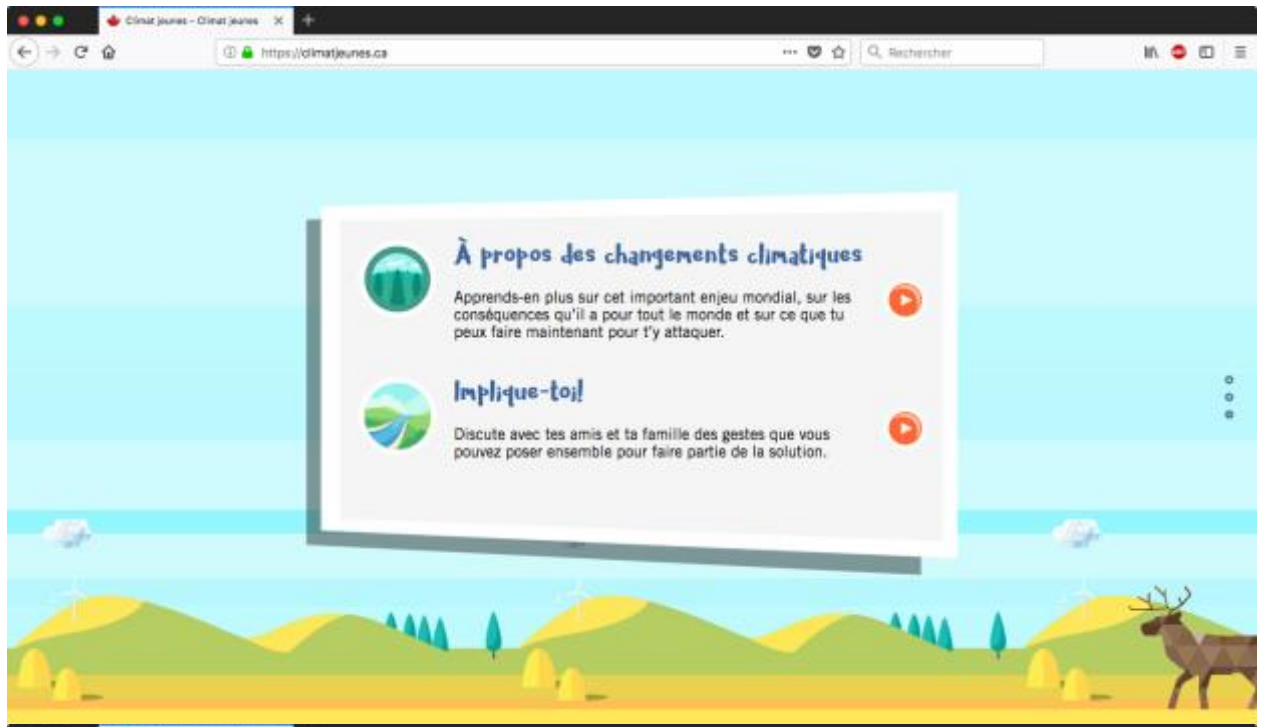 Climat jeunes – Climat jeunes
https://climatjeunes.ca
Rechercher
À propos des changements climatiques
Apprends-en plus sur cet important enjeu mondial, sur les
conséquences qu'il a pour tout le monde et sur ce que tu
peux faire maintenant pour t'y attaquer.
Implique-toi!
Discute avec tes amis et ta famille des gestes que vous
pouvez poser ensemble pour faire partie de la solution.